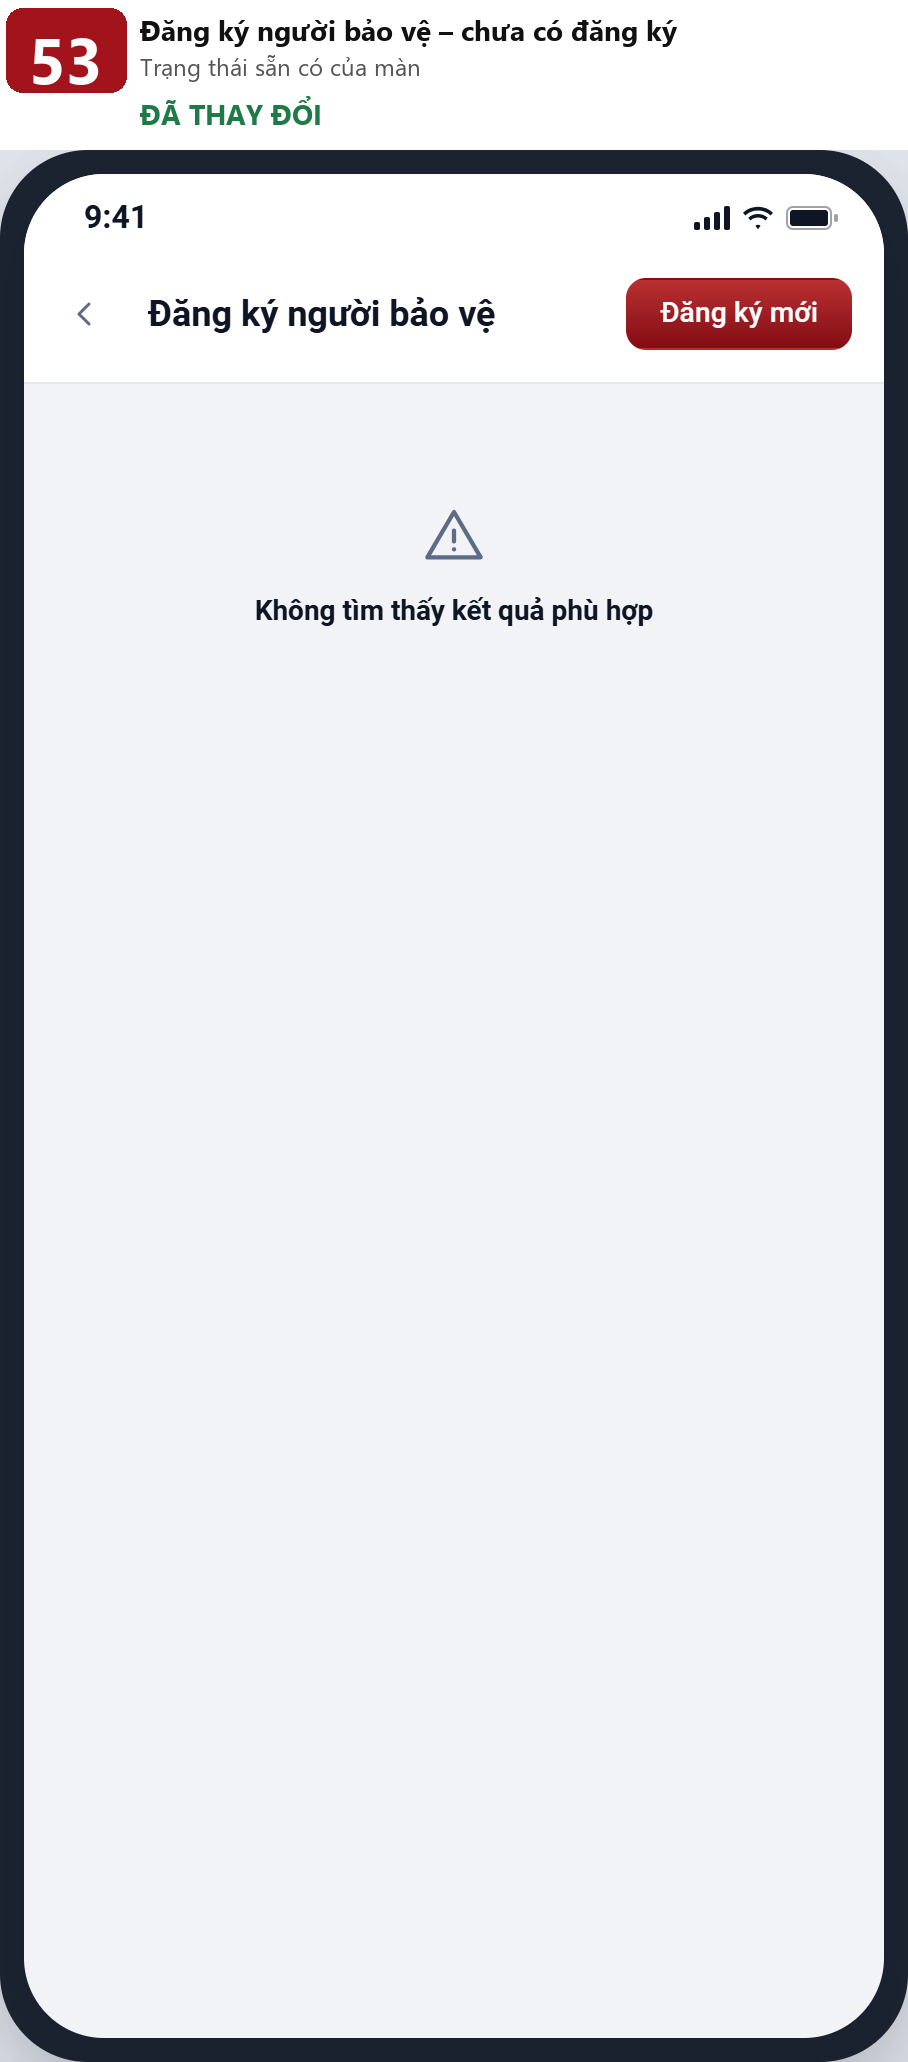 53
Đăng ký người bảo vệ – chưa có đăng ký
Trạng thái sẵn có của màn
ĐÃ THAY ĐỔI
9:41
Đăng ký người bảo vệ
Đăng ký mới
Không tìm thấy kết quả phù hợp